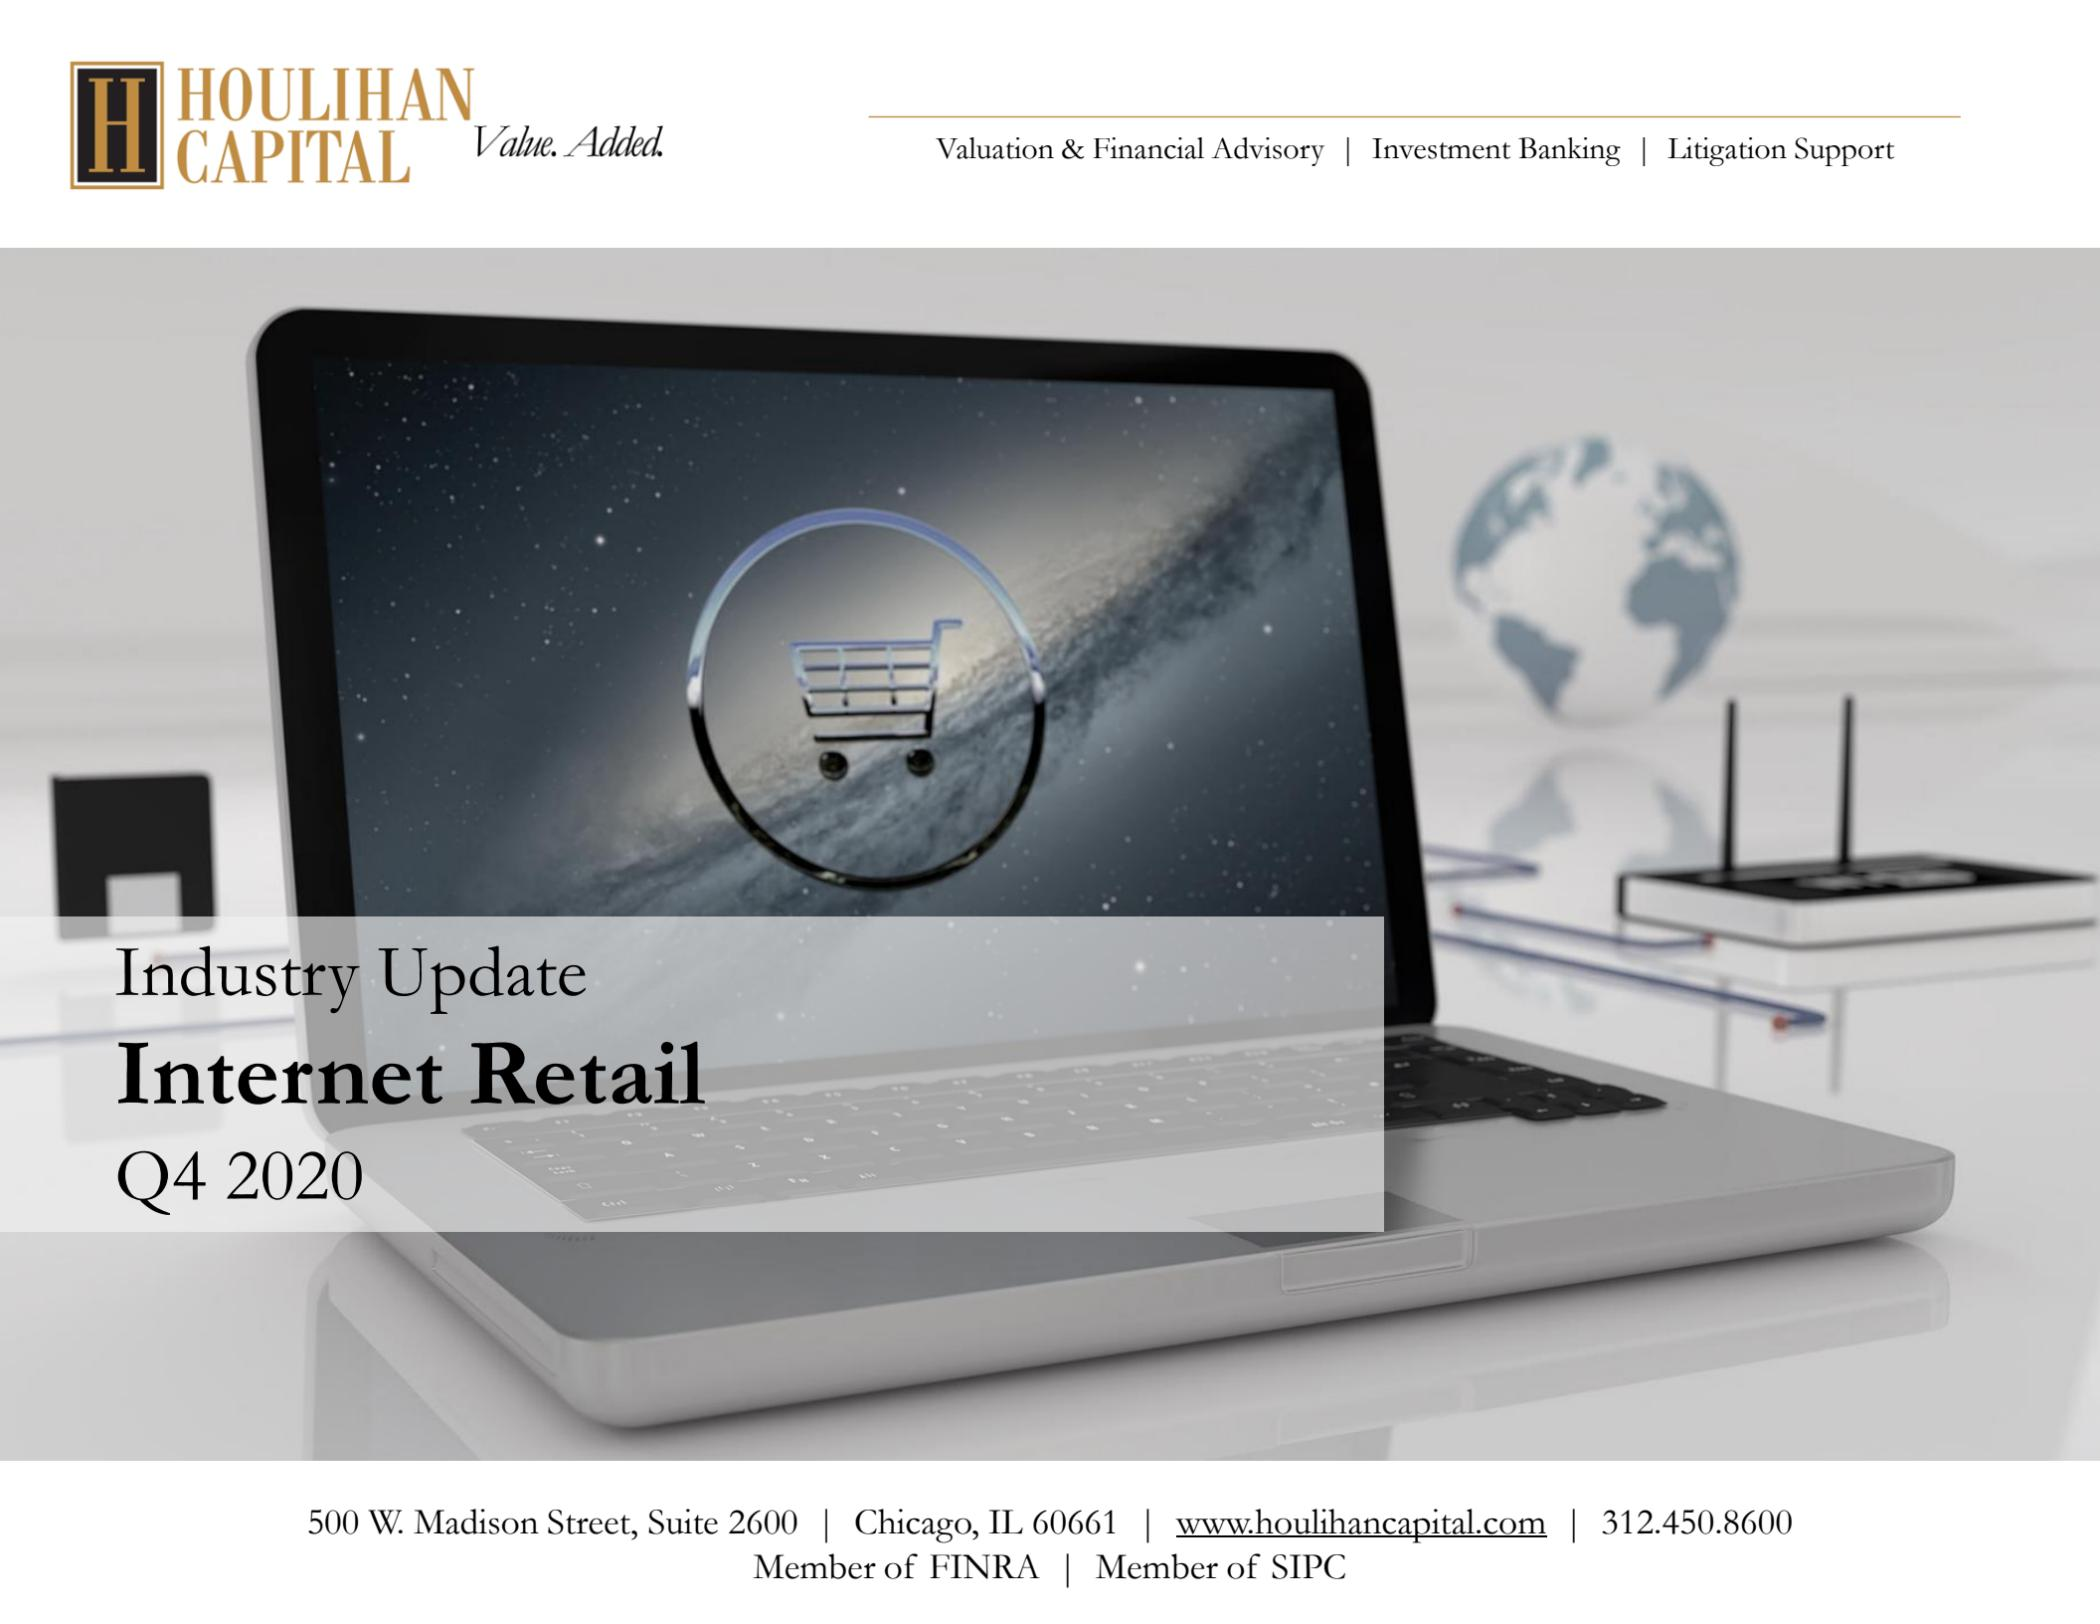 H HOULIHAN
CAPITAL Value. Added.
Valuation & Financial Advisory | Investment Banking | Litigation Support
Industry Update
Internet Retail
Q4 2020
500 W. Madison Street, Suite 2600 | Chicago, IL 60661 | www.houlihancapital.com | 312.450.8600
Member of FINRA | Member of SIPC